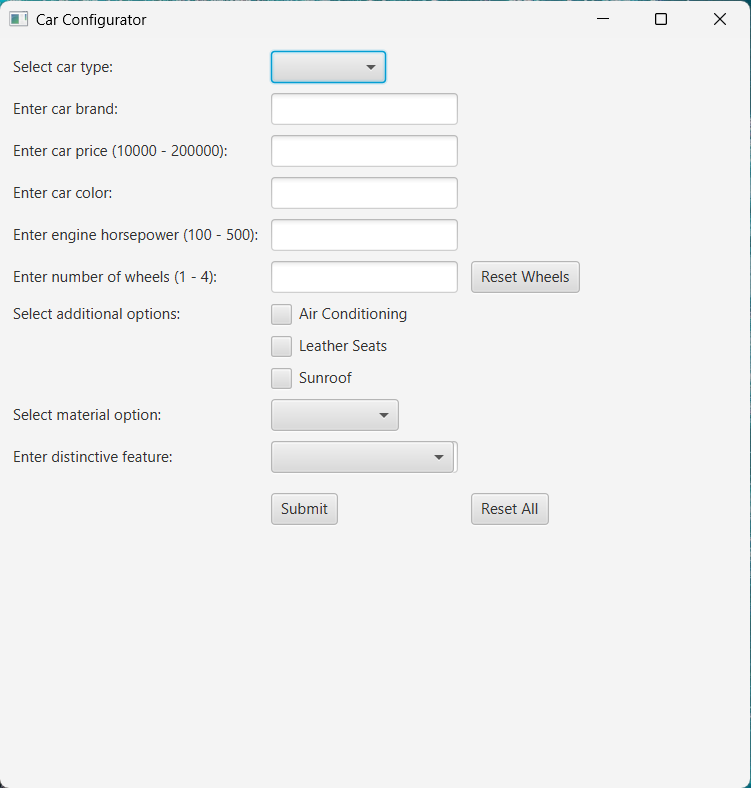 Car Configurator
Select car type:
Enter car brand:
Enter car price (10000 - 200000):
Enter car color:
Enter engine horsepower (100 - 500):
Enter number of wheels (1 - 4): Reset Wheels
Select additional options: Air Conditioning
Leather Seats
Sunroof
Select material option:
Enter distinctive feature:
Submit Reset All